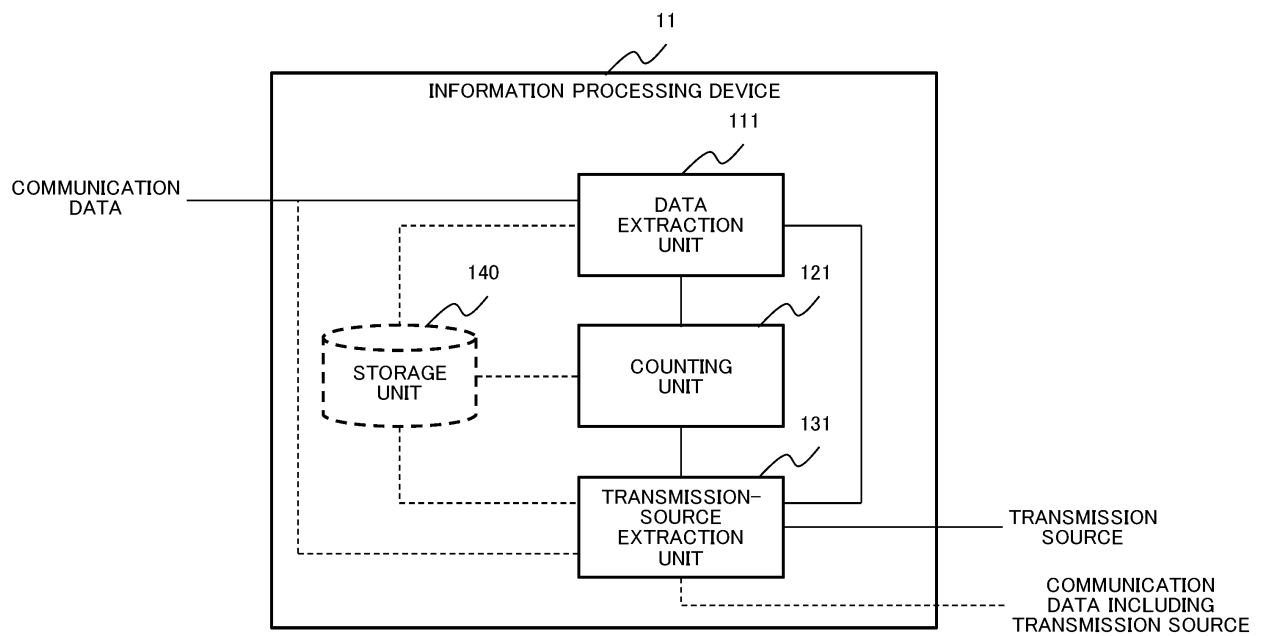 11
INFORMATION PROCESSING DEVICE
111
COMMUNICATION
DATA
DATA
EXTRACTION
UNIT
140
121
STORAGE
UNIT
COUNTING
UNIT
131
TRANSMISSION-
SOURCE
EXTRACTION
UNIT
TRANSMISSION
SOURCE
COMMUNICATION
DATA INCLUDING
TRANSMISSION SOURCE